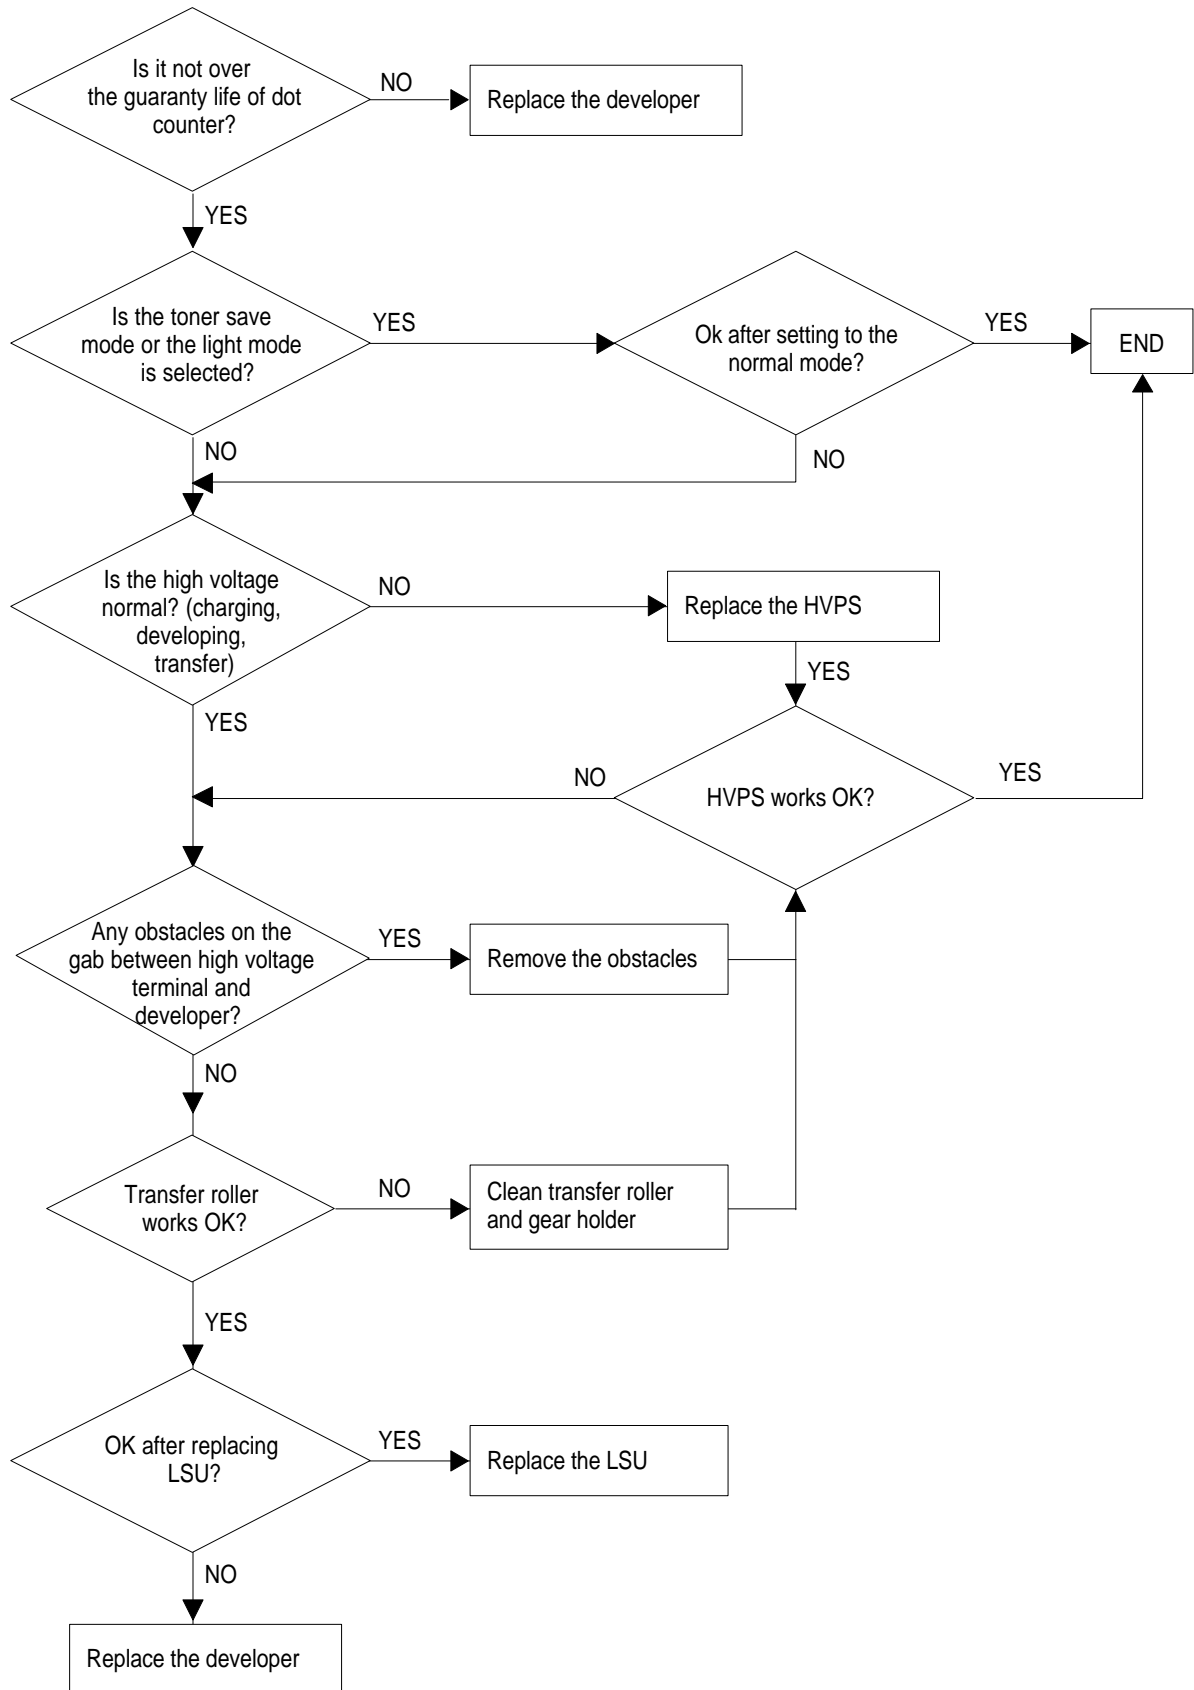 Is it not over
the guaranty life of dot
counter?
NO
Replace the developer
YES
Is the toner save
mode or the light mode
is selected?
YES
Ok after setting to the
normal mode?
YES
END
NO
NO
Is the high voltage
normal? (charging,
developing,
transfer)
NO
Replace the HVPS
YES
YES
NO
HVPS works OK?
YES
Any obstacles on the
gab between high voltage
terminal and
developer?
YES
Remove the obstacles
NO
Transfer roller
works OK?
NO
Clean transfer roller
and gear holder
YES
OK after replacing
LSU?
YES
Replace the LSU
NO
Replace the developer